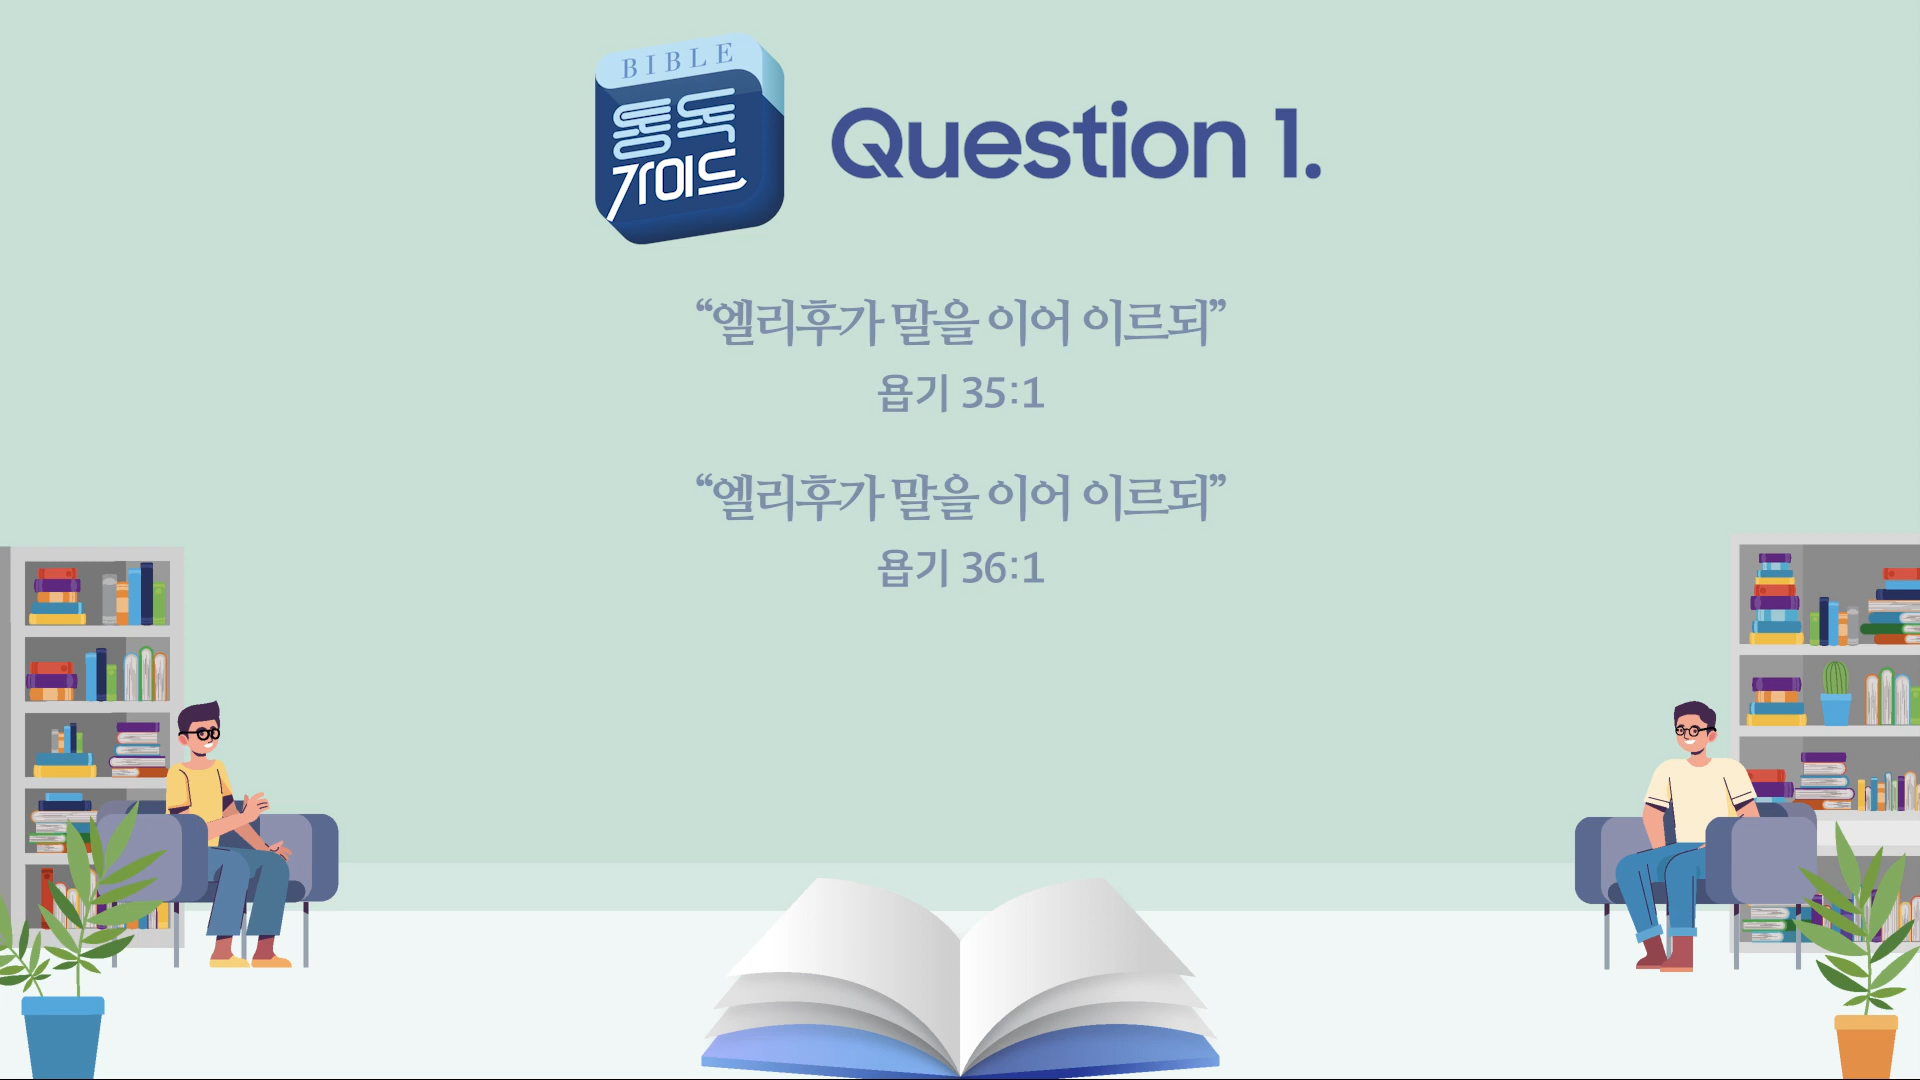 BIBLE
통독
가이드
Question 1.
“엘리후가 말을 이어 이르되”
욥기 35:1
“엘리후가 말을 이어 이르되”
욥기 36:1